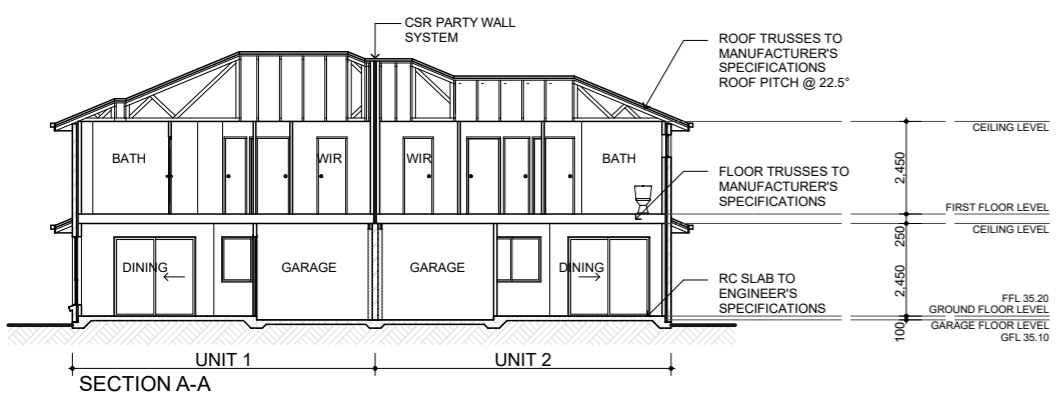 CSR PARTY WALL
SYSTEM
ROOF TRUSSES TO
MANUFACTURER'S
SPECIFICATIONS
ROOF PITCH @ 22.5°
CEILING LEVEL
BATH
WIR
WIR
BATH
2,450
FLOOR TRUSSES TO
MANUFACTURER'S
SPECIFICATIONS
FIRST FLOOR LEVEL
CEILING LEVEL
250
DINING
GARAGE
GARAGE
DINING
2,450
RC SLAB TO
ENGINEER'S
SPECIFICATIONS
FFL 35.20
GROUND FLOOR LEVEL
100
GARAGE FLOOR LEVEL
GFL 35.10
UNIT 1
UNIT 2
SECTION A-A